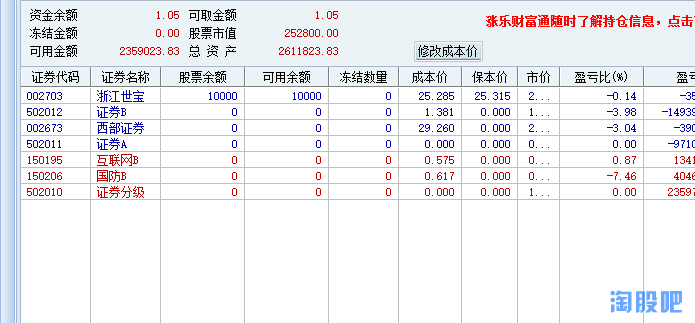 资金余额 1.05 可取金额 1.05 涨乐财富通随时了解持仓信息，点击
冻结金额 0.00 股票市值 252800.00
可用金额 2359023.83 总 资 产 2611823.83 修改成本价
证券代码 证券名称 股票余额 可用余额 冻结数量 成本价 保本价 市价 盈亏比(%) 盈亏
002703 浙江世宝 10000 10000 0 25.285 25.315 2... -0.14 -35
502012 证券B 0 0 0 1.381 0.000 1... -3.98 -14939
002673 西部证券 0 0 0 29.260 0.000 2... -3.04 -390
502011 证券A 0 0 0 0.000 0.000 0... 0.00 -9710
150195 互联网B 0 0 0 0.575 0.000 0... 0.87 1341
150206 国防B 0 0 0 0.617 0.000 0... -7.46 4046
502010 证券分级 0 0 0 0.000 0.000 1... 0.00 23597
淘股吧